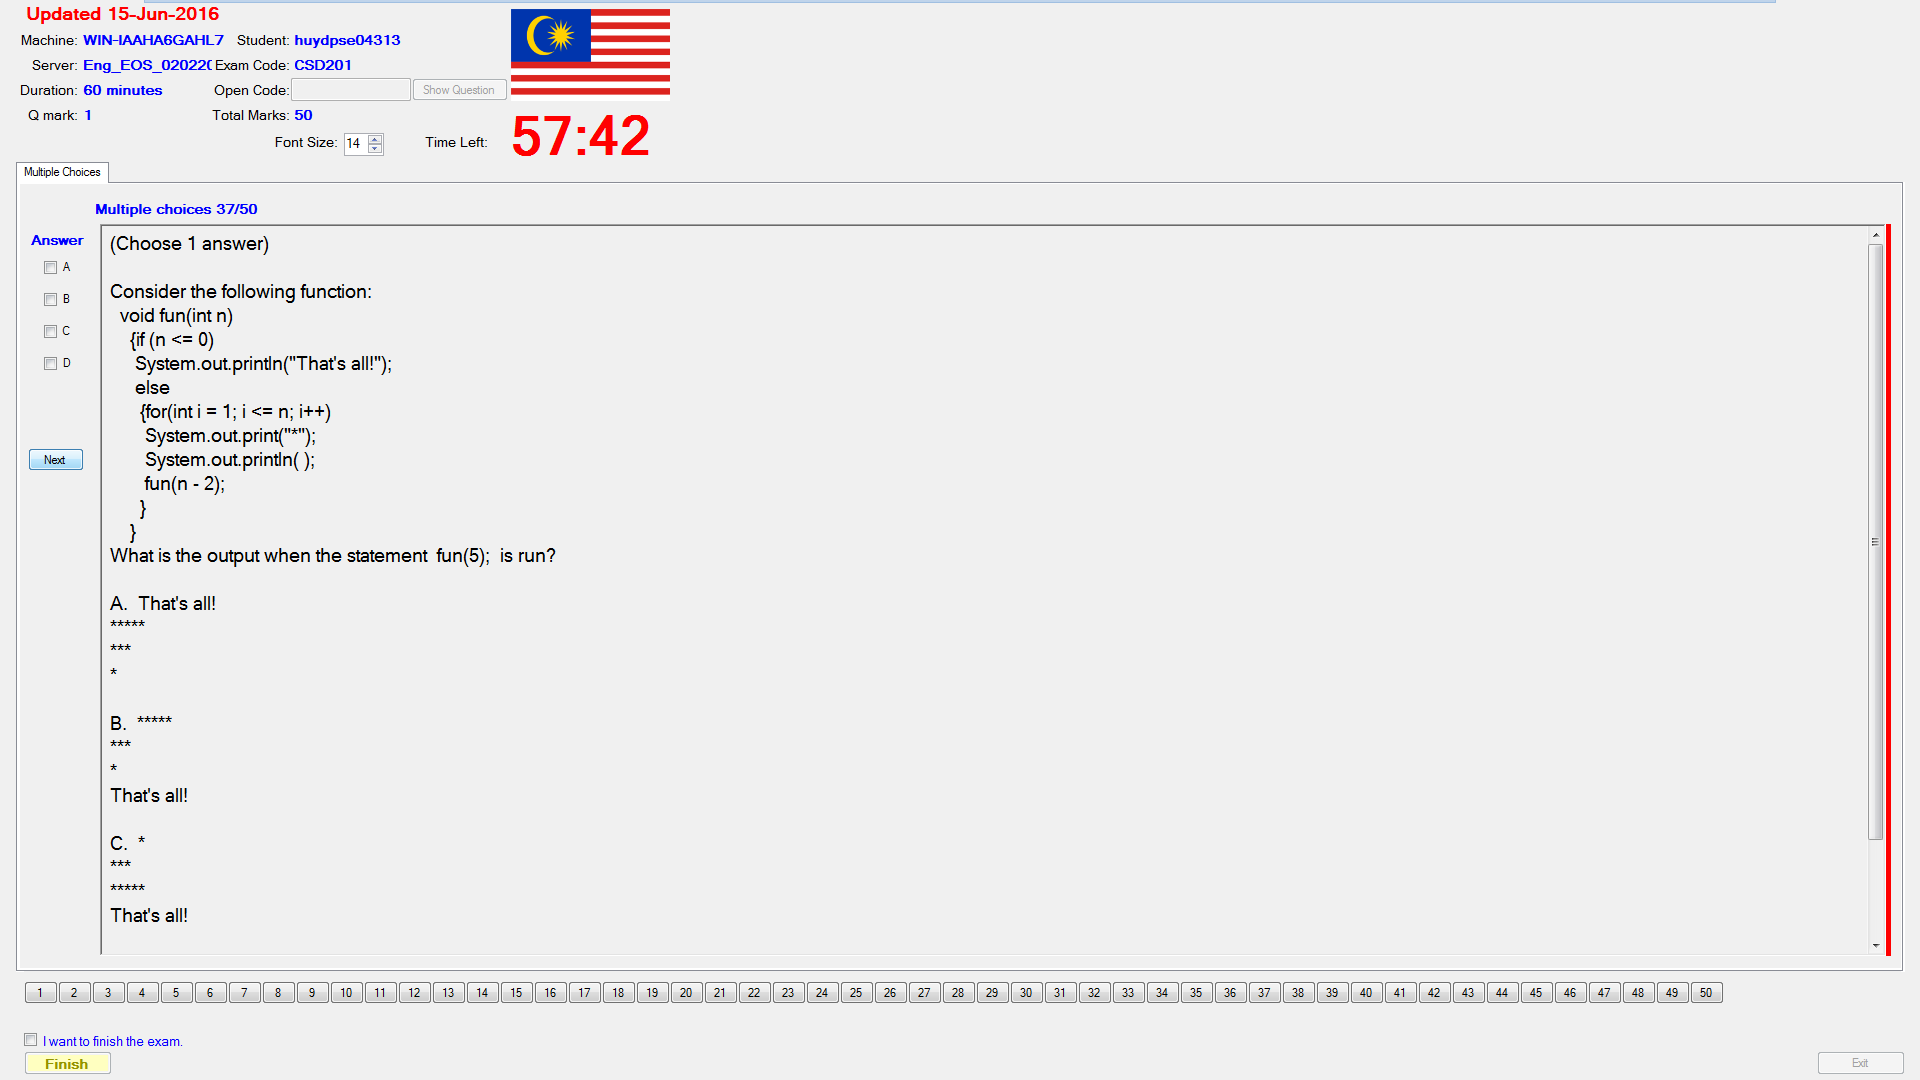 Updated 15-Jun-2016
Machine: WIN-IAAHA6GAHL7 Student: huydpse04313
Server: Eng_EOS_02022( Exam Code: CSD201
Duration: 60 minutes Open Code: Show Question
Q mark: 1 Total Marks: 50
Font Size: 14 Time Left: 57:42
Multiple Choices
Multiple choices 37/50
Answer
A
B
C
D
Next
(Choose 1 answer)
Consider the following function:
void fun(int n)
{if (n <= 0)
System.out.println("That's all!");
else
{for(int i = 1; i <= n; i++)
System.out.print("*");
System.out.println( );
fun(n - 2);
}
}
What is the output when the statement fun(5); is run?
A. That's all!
*****
***
*
B. *****
***
*
That's all!
C. *
***
*****
That's all!
1 2 3 4 5 6 7 8 9 10 11 12 13 14 15 16 17 18 19 20 21 22 23 24 25 26 27 28 29 30 31 32 33 34 35 36 37 38 39 40 41 42 43 44 45 46 47 48 49 50
I want to finish the exam.
Finish
Exit